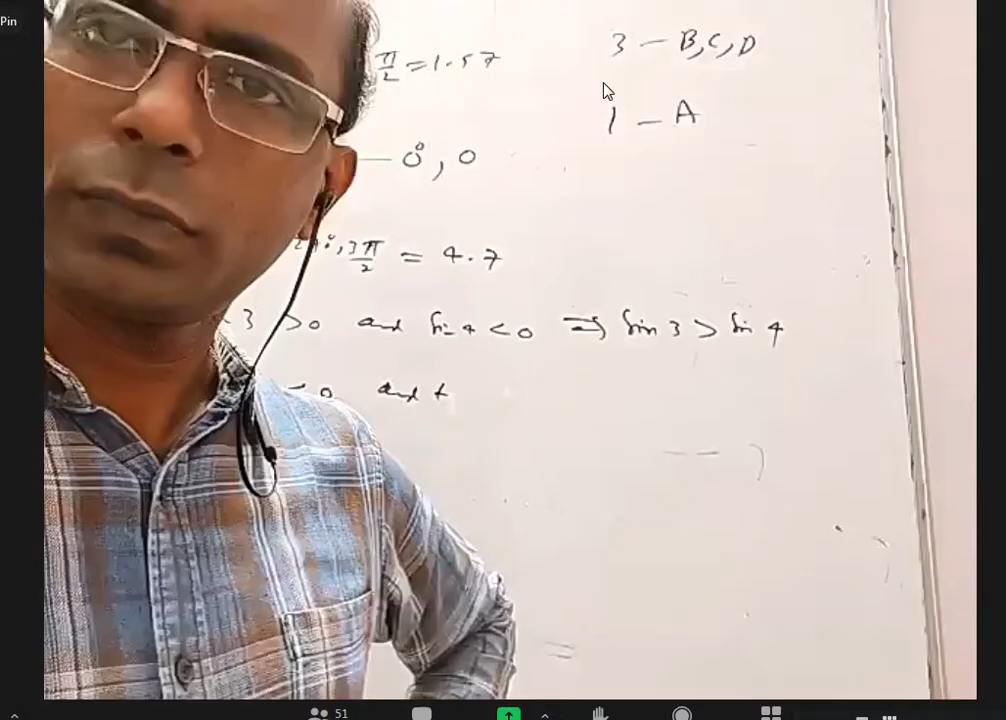 Pin
π/2 = 1.57
3 — B, C, D
1 — A
— 0°, 0
, 3π/2 = 4.7
3 > 0 and Sin 4 < 0 ⇒ Sin 3 > Sin 4
< 0 and t
51